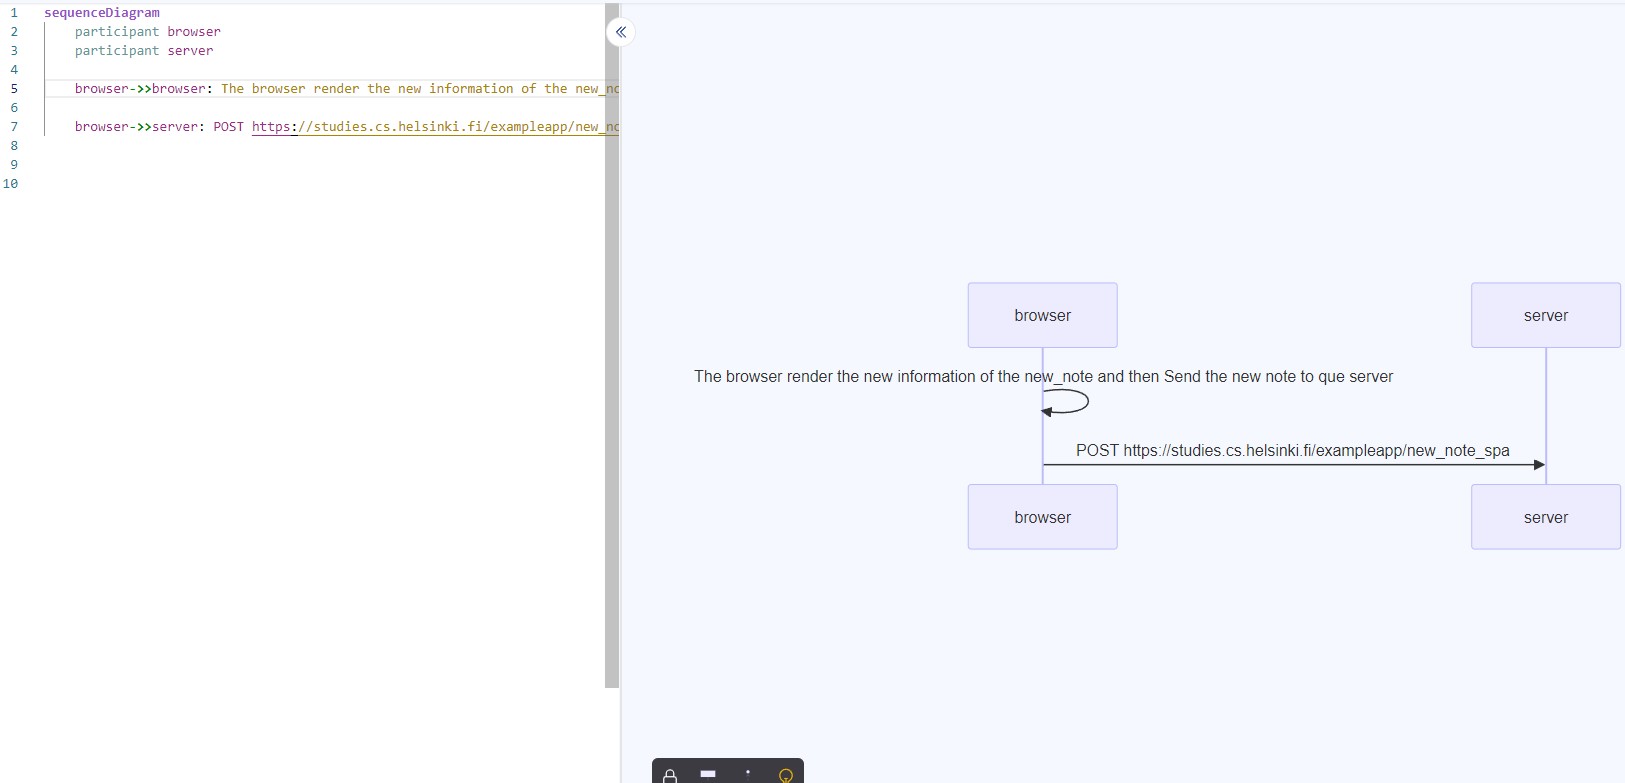 1 sequenceDiagram
2 participant browser
3 participant server
4
5 browser->>browser: The browser render the new information of the new_no
6
7 browser->>server: POST https://studies.cs.helsinki.fi/exampleapp/new_no
8
9
10
«
browser server
The browser render the new information of the new_note and then Send the new note to que server
POST https://studies.cs.helsinki.fi/exampleapp/new_note_spa
browser server